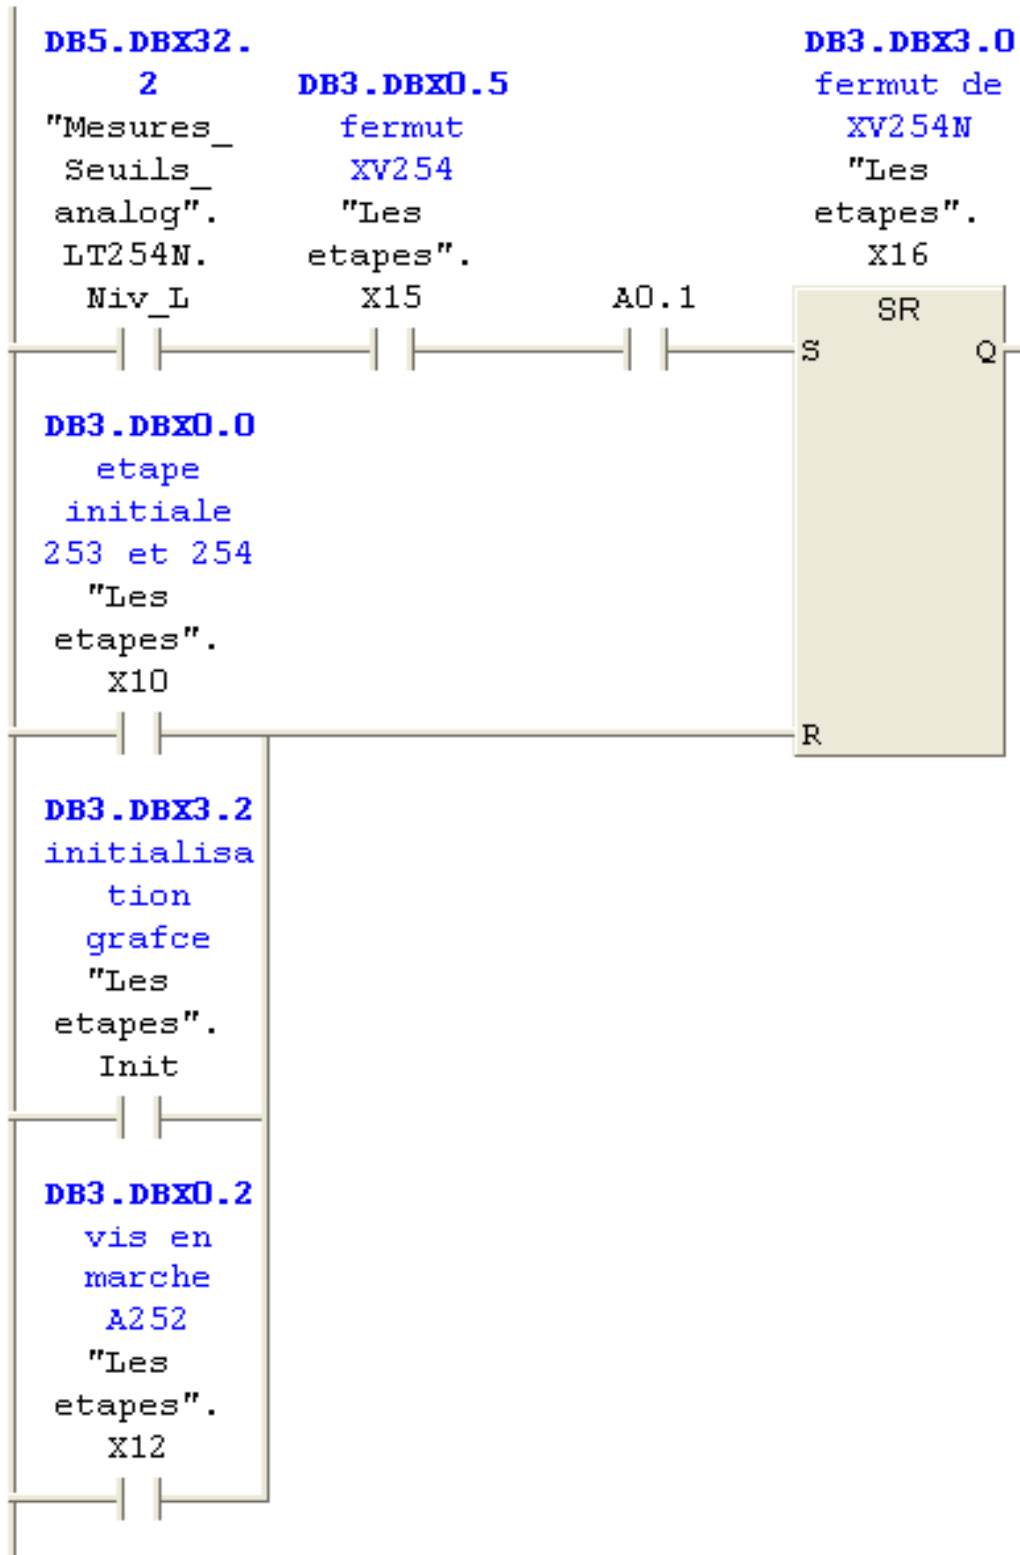 DB5.DBX32.
2
"Mesures_
Seuils_
analog".
LT254N.
Niv_L
DB3.DBX0.5
fermut
XV254
"Les
etapes".
X15
A0.1
DB3.DBX3.0
fermut de
XV254N
"Les
etapes".
X16
SR
S
Q
DB3.DBX0.0
etape
initiale
253 et 254
"Les
etapes".
X10
R
DB3.DBX3.2
initialisa
tion
grafce
"Les
etapes".
Init
DB3.DBX0.2
vis en
marche
A252
"Les
etapes".
X12